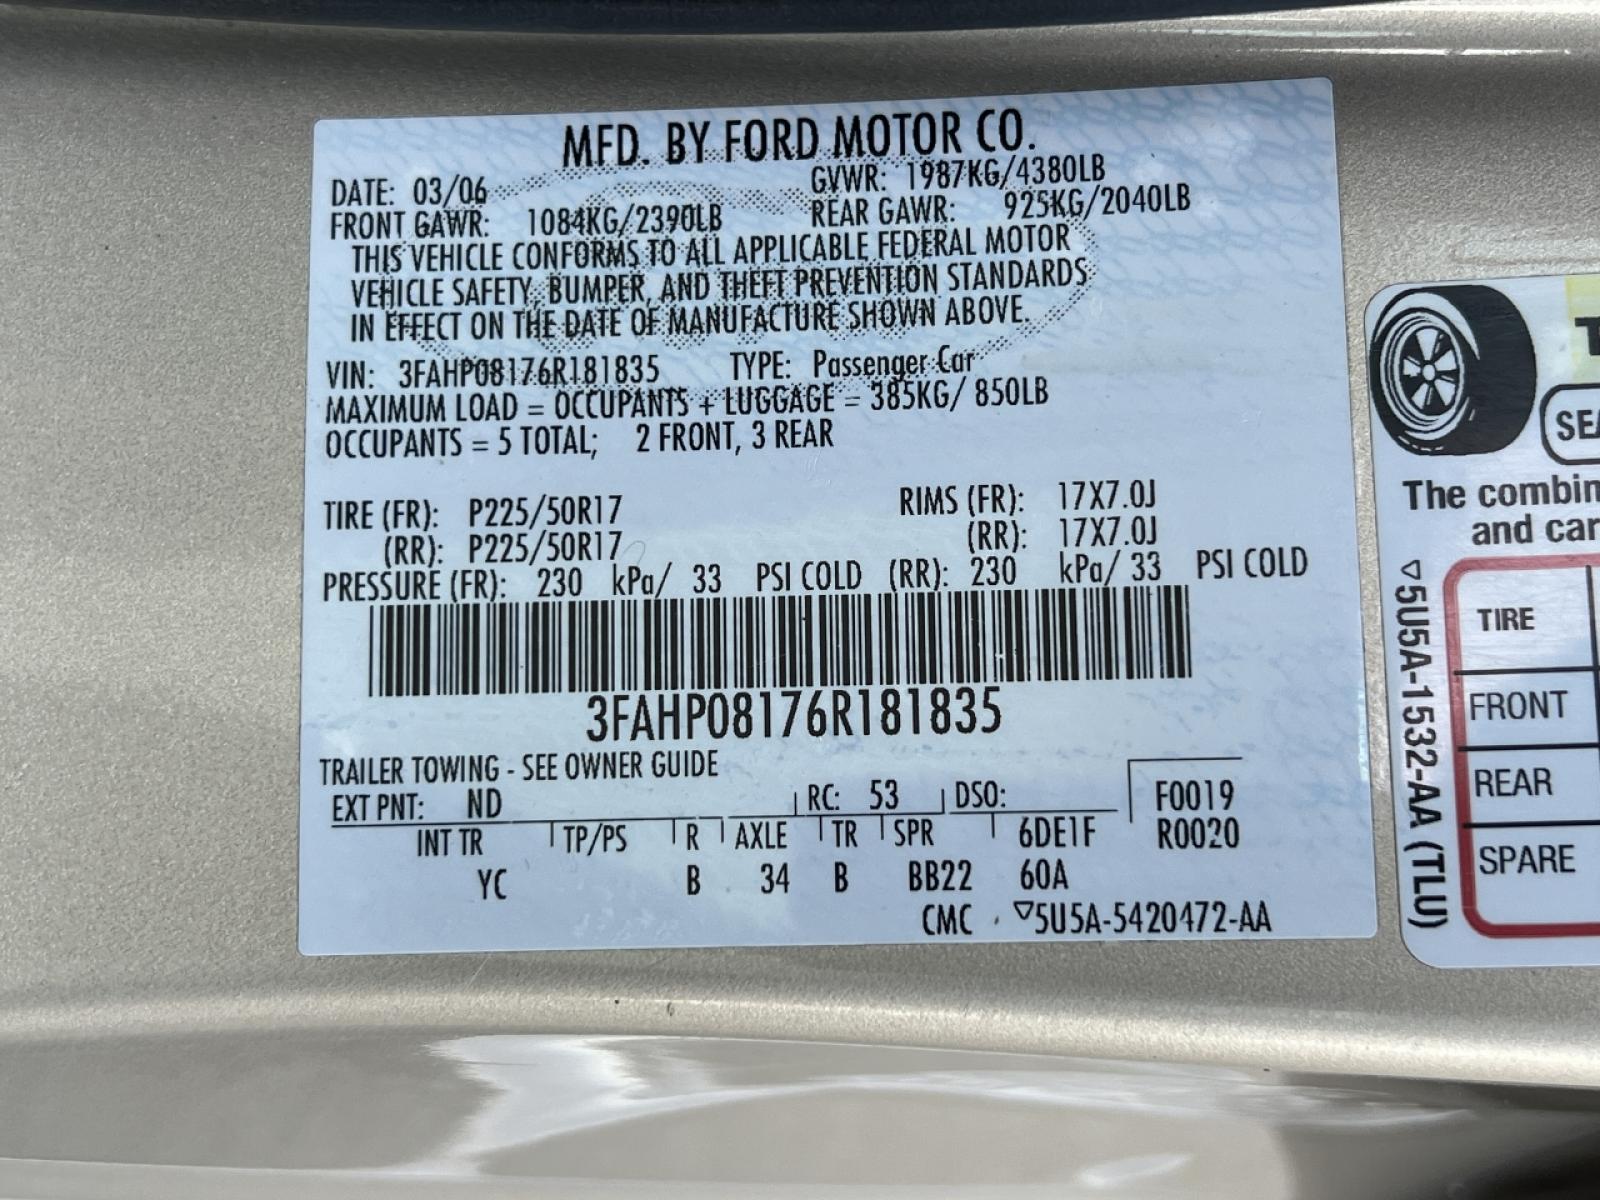 MFD. BY FORD MOTOR CO.
DATE: 03/06 GVWR: 1987KG/4380LB
FRONT GAWR: 1084KG/2390LB REAR GAWR: 925KG/2040LB
THIS VEHICLE CONFORMS TO ALL APPLICABLE FEDERAL MOTOR
VEHICLE SAFETY, BUMPER, AND THEFT PREVENTION STANDARDS
IN EFFECT ON THE DATE OF MANUFACTURE SHOWN ABOVE.
VIN: 3FAHP08176R181835 TYPE: Passenger Car
MAXIMUM LOAD = OCCUPANTS + LUGGAGE = 385KG/ 850LB
OCCUPANTS = 5 TOTAL; 2 FRONT, 3 REAR
TIRE (FR): P225/50R17 RIMS (FR): 17X7.0J
(RR): P225/50R17 (RR): 17X7.0J
PRESSURE (FR): 230 kPa/ 33 PSI COLD (RR): 230 kPa/ 33 PSI COLD
3FAHP08176R181835
TRAILER TOWING - SEE OWNER GUIDE
EXT PNT: ND RC: 53 DSO: F0019
INT TR TP/PS R AXLE TR SPR 6DE1F R0020
YC B 34 B BB22 60A
CMC ▽5U5A-5420472-AA
The combin
and car
▽5U5A-1532-AA (TLU)
TIRE
FRONT
REAR
SPARE